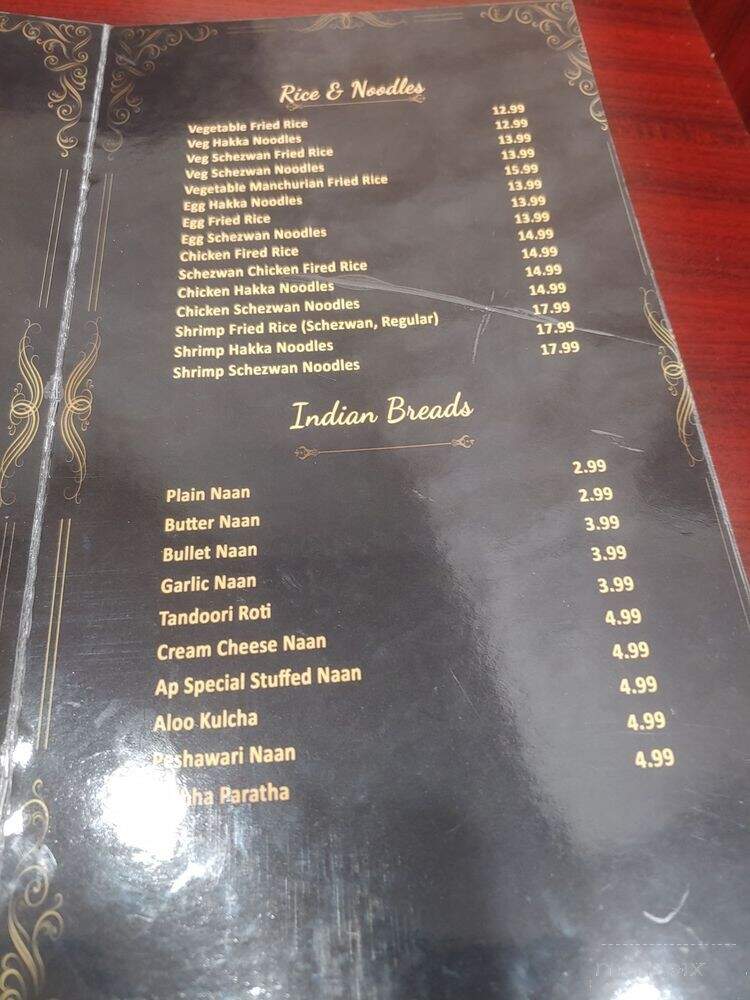 Rice & Noodles
Vegetable Fried Rice 12.99
Veg Hakka Noodles 12.99
Veg Schezwan Fried Rice 13.99
Veg Schezwan Noodles 13.99
Vegetable Manchurian Fried Rice 15.99
Egg Hakka Noodles 13.99
Egg Fried Rice 13.99
Egg Schezwan Noodles 13.99
Chicken Fired Rice 14.99
Schezwan Chicken Fired Rice 14.99
Chicken Hakka Noodles 14.99
Chicken Schezwan Noodles 14.99
Shrimp Fried Rice (Schezwan, Regular) 17.99
Shrimp Hakka Noodles 17.99
Shrimp Schezwan Noodles 17.99
Indian Breads
Plain Naan 2.99
Butter Naan 2.99
Bullet Naan 3.99
Garlic Naan 3.99
Tandoori Roti 3.99
Cream Cheese Naan 4.99
Ap Special Stuffed Naan 4.99
Aloo Kulcha 4.99
Peshawari Naan 4.99
Paratha 4.99